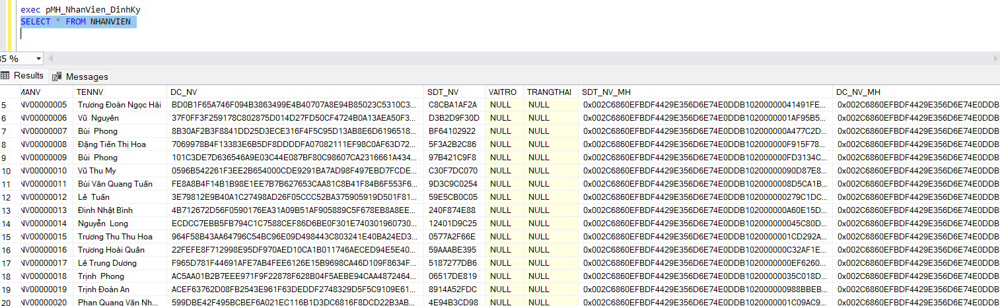 exec pMH_NhanVien_DinhKy
SELECT * FROM NHANVIEN
35 %
Results Messages
MANV TENNV DC_NV SDT_NV VAITRO TRANGTHAI SDT_NV_MH DC_NV_MH
5 NV00000005 Trương Đoàn Ngọc Hải BD0B1F65A746F094B3863499E4B40707A8E94B85023C5310C3... C8CBA1AF2A NULL NULL 0x002C6860EFBDF4429E356D6E74E0DDB10200000041491FE... 0x002C6860EFBDF4429E356D6E74E0DDB
6 NV00000006 Vũ Nguyên 37F0FF3F259178C802875D014D27FD50CF4724B0A13AEA50F3... D3B2D9F30D NULL NULL 0x002C6860EFBDF4429E356D6E74E0DDB1020000001AF95B5... 0x002C6860EFBDF4429E356D6E74E0DDB
7 NV00000007 Bùi Phong 8B30AF2B3F8841DD25D3ECE316F4F5C95D13AB8E6D6196518... BF64102922 NULL NULL 0x002C6860EFBDF4429E356D6E74E0DDB102000000A477C2D... 0x002C6860EFBDF4429E356D6E74E0DDB
8 NV00000008 Đặng Tiến Thị Hoa 7069978B4F13383E6B5DF8DDDDFA07082111EF98C0AF63D72... 5F3A2B2C86 NULL NULL 0x002C6860EFBDF4429E356D6E74E0DDB102000000F915F78... 0x002C6860EFBDF4429E356D6E74E0DDB
9 NV00000009 Bùi Phong 101C3DE7D636546A9E03C44E087BF80C98607CA2316661A434... 97B421C9F8 NULL NULL 0x002C6860EFBDF4429E356D6E74E0DDB102000000FD3134C... 0x002C6860EFBDF4429E356D6E74E0DDB
10 NV00000010 Vũ Thu My 0596B542261F3EE2B654000CDE9291BA7AD98F497EBD7FCDE... C30F7DC070 NULL NULL 0x002C6860EFBDF4429E356D6E74E0DDB10200000090D87E8... 0x002C6860EFBDF4429E356D6E74E0DDB
11 NV00000011 Bùi Văn Quang Tuấn FE8A8B4F14B1B98E1EE7B7B627653CAA81C8B41F84B6F553F6... 9D3C9C0254 NULL NULL 0x002C6860EFBDF4429E356D6E74E0DDB1020000008D5CA1B... 0x002C6860EFBDF4429E356D6E74E0DDB
12 NV00000012 Lê Tuấn 3E79812E9B40A1C27498AD26F05CCC52BA375905919D501F81... 59E5CB0C05 NULL NULL 0x002C6860EFBDF4429E356D6E74E0DDB102000000279C1DC... 0x002C6860EFBDF4429E356D6E74E0DDB
13 NV00000013 Đinh Nhật Bình 4B712672D56F0590176EA31A09B51AF905889C5F678EB8A8EE... 240F874E88 NULL NULL 0x002C6860EFBDF4429E356D6E74E0DDB102000000A60E15D... 0x002C6860EFBDF4429E356D6E74E0DDB
14 NV00000014 Nguyễn Long ECDCC7EBB5FB794C1C7588CEF86D6BE0F301E740301960730... 12401D9C25 NULL NULL 0x002C6860EFBDF4429E356D6E74E0DDB10200000045C80D... 0x002C6860EFBDF4429E356D6E74E0DDB
15 NV00000015 Trương Thu Thu Hoa 964F58B43AA64796C54BC96E09D498443C803241E40BA24ED3... 0577A2F66E NULL NULL 0x002C6860EFBDF4429E356D6E74E0DDB1020000001CD292A... 0x002C6860EFBDF4429E356D6E74E0DDB
16 NV00000016 Trương Hoài Quân 22FEFE8F712998E95DF970AED10CA1B011746AECED94E5E40... 59AAABE395 NULL NULL 0x002C6860EFBDF4429E356D6E74E0DDB102000000C32AF1E... 0x002C6860EFBDF4429E356D6E74E0DDB
17 NV00000017 Lê Trung Dương F965D781F44691AFE7AB4FEE6126E15B9698CA46D109F8634F... 5187277DB6 NULL NULL 0x002C6860EFBDF4429E356D6E74E0DDB102000000EF6260... 0x002C6860EFBDF4429E356D6E74E0DDB
18 NV00000018 Trịnh Phong AC5AA01B2B7EEE971F9F22878F628B04F5AEBE94CAA4872464... 06517DE819 NULL NULL 0x002C6860EFBDF4429E356D6E74E0DDB102000000035C018D... 0x002C6860EFBDF4429E356D6E74E0DDB
19 NV00000019 Trịnh Đoàn An ACEF63762D08FB2543E961F63DEDDF2748329D5F5C9109E61... 8914A52FDC NULL NULL 0x002C6860EFBDF4429E356D6E74E0DDB102000000988BBEB... 0x002C6860EFBDF4429E356D6E74E0DDB
20 NV00000020 Phan Quang Văn Nh... 599DBE42F495BCBEF6A021EC116B1D3DC6816F8DCD22B3AB... 4E94B3CD98 NULL NULL 0x002C6860EFBDF4429E356D6E74E0DDB1020000001C09AC9... 0x002C6860EFBDF4429E356D6E74E0DDB